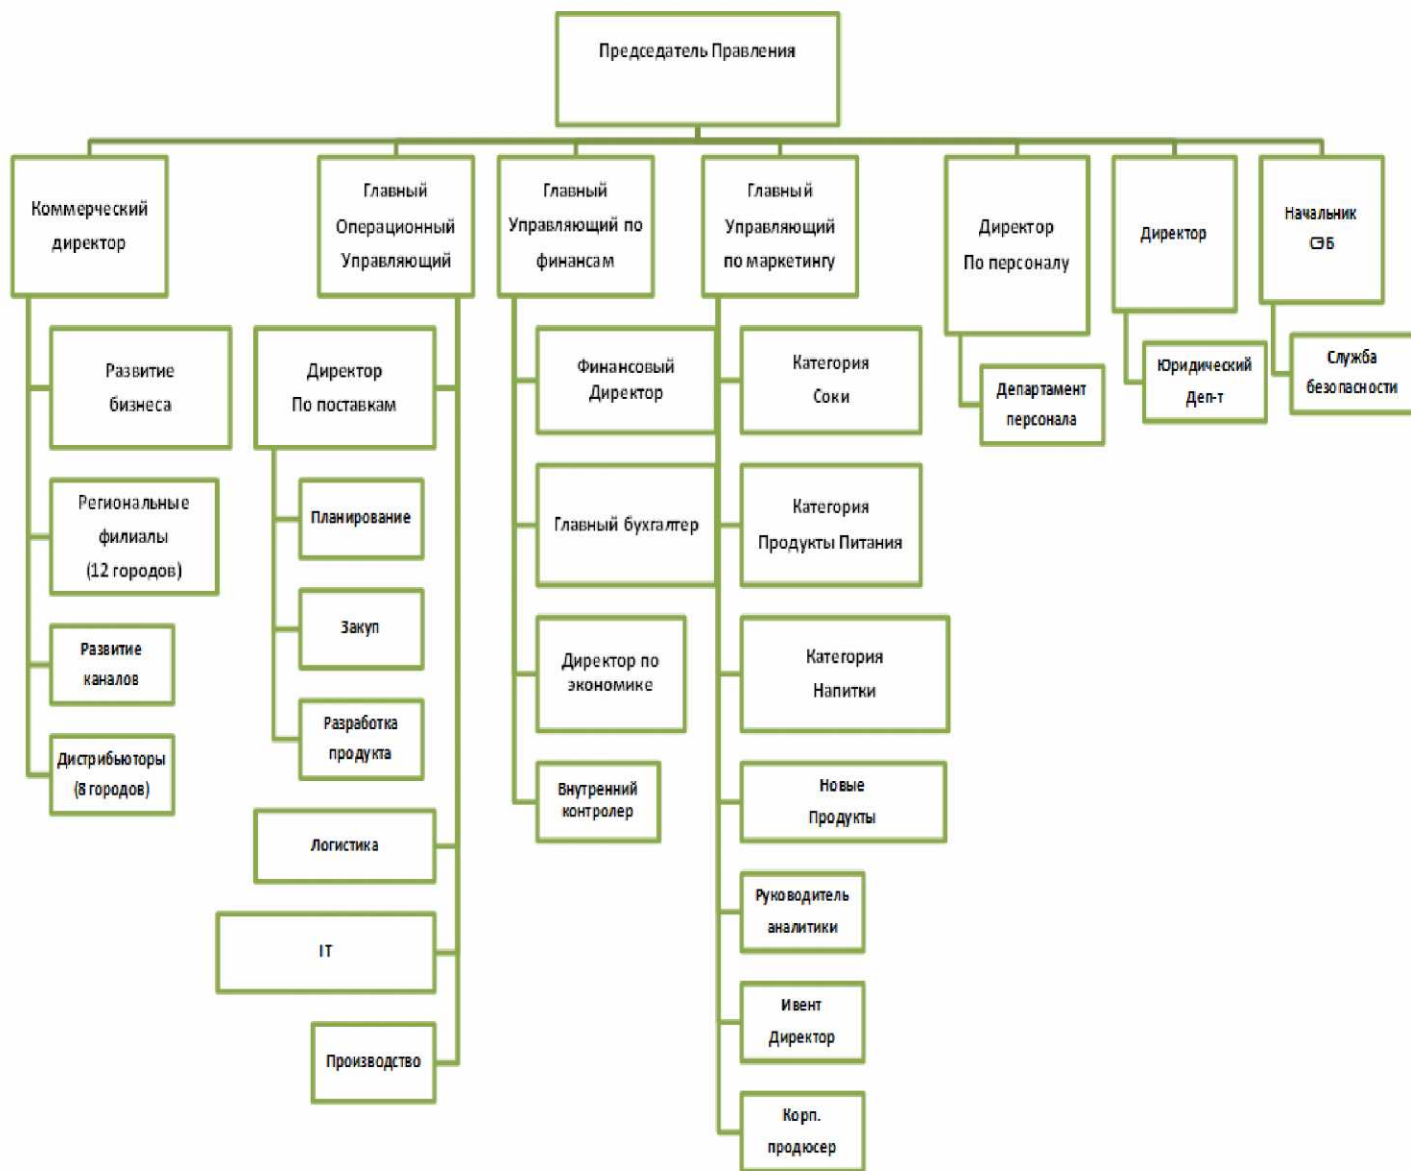 Председатель Правления
Коммерческий
директор
Главный
Операционный
Управляющий
Главный
Управляющий по
финансам
Главный
Управляющий
по маркетингу
Директор
По персоналу
Директор
Начальник
СЭБ
Развитие
бизнеса
Региональные
филиалы
(12 городов)
Развитие
каналов
Дистрибьюторы
(8 городов)
Директор
По поставкам
Планирование
Закуп
Разработка
продукта
Логистика
IT
Производство
Финансовый
Директор
Главный бухгалтер
Директор по
экономике
Внутренний
контролер
Категория
Соки
Категория
Продукты Питания
Категория
Напитки
Новые
Продукты
Руководитель
аналитики
Ивент
Директор
Корп.
продюсер
Департамент
персонала
Юридический
Деп-т
Служба
безопасности